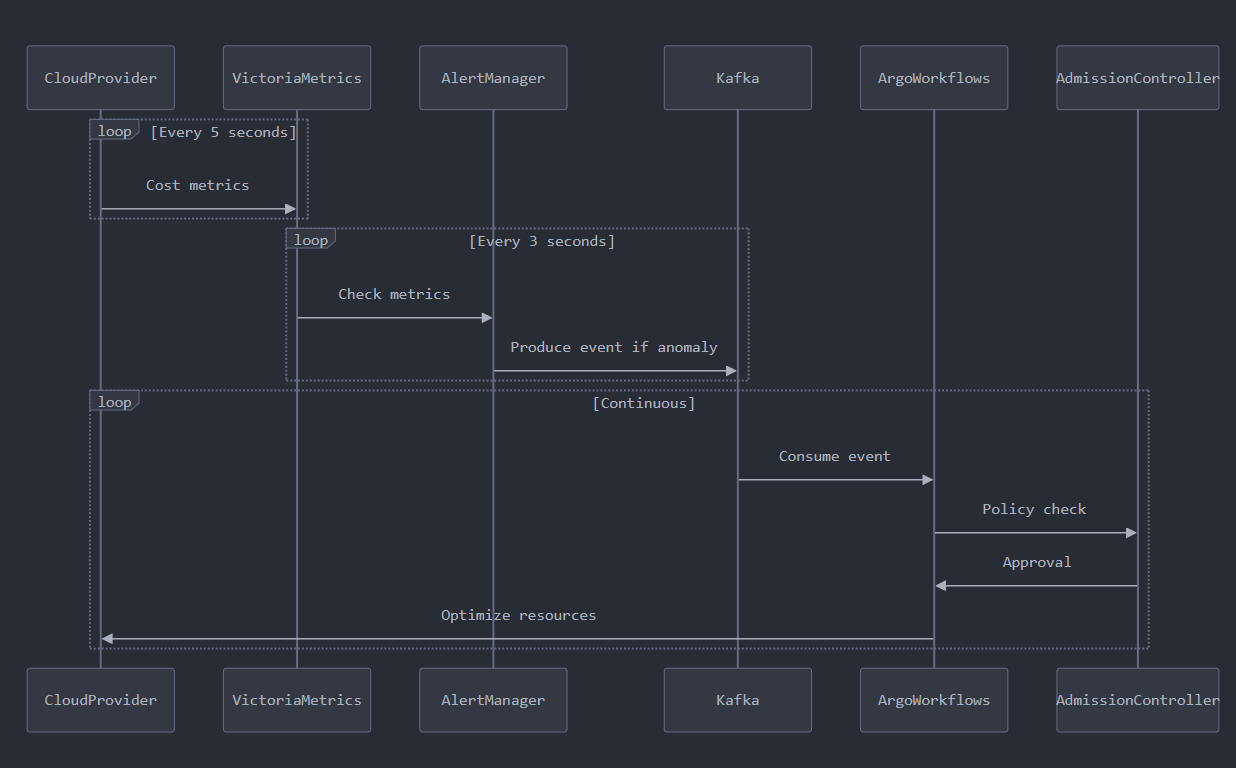 CloudProvider
VictoriaMetrics
AlertManager
Kafka
ArgoWorkflows
AdmissionController
loop
[Every 5 seconds]
Cost metrics
loop
[Every 3 seconds]
Check metrics
Produce event if anomaly
loop
[Continuous]
Consume event
Policy check
Approval
Optimize resources
CloudProvider
VictoriaMetrics
AlertManager
Kafka
ArgoWorkflows
AdmissionController